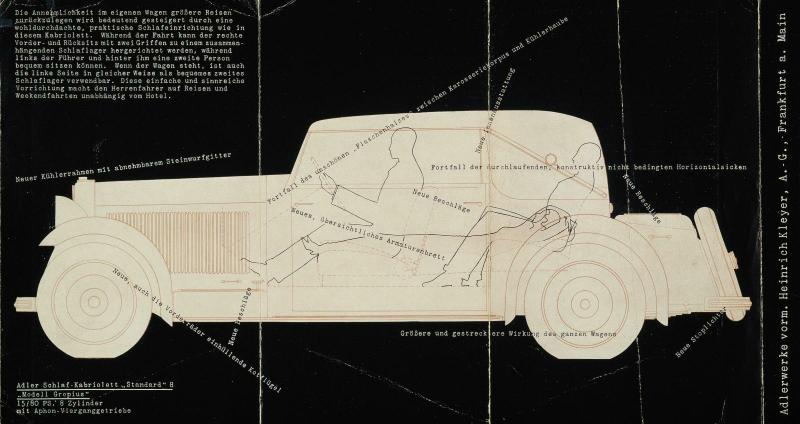 Die Annehmlichkeit im eigenen Wagen größere Reisen
zurückzulegen wird bedeutend gesteigert durch eine
wohldurchdachte, praktische Schlafeinrichtung wie in
diesem Kabriolett. Während der Fahrt kann der rechte
Vorder- und Rücksitz mit zwei Griffen zu einem zusammen-
hängenden Schlaflager hergerichtet werden, während
links der Führer und hinter ihm eine zweite Person
bequem sitzen können. Wenn der Wagen steht, ist auch
die linke Seite in gleicher Weise als bequemes zweites
Schlaflager verwendbar. Diese einfache und sinnreiche
Vorrichtung macht den Herrenfahrer auf Reisen und
Weekendfahrten unabhängig vom Hotel.
Neuer Kühlerrahmen mit abnehmbarem Steinwurfgitter
Fortfall des unschönen „Flaschenhalses" zwischen Karosseriekorpus und Kühlerhaube
Neue Innenausstattung
Fortfall der durchlaufenden, konstruktiv nicht bedingten Horizontalsicken
Neue Beschläge
Neue Beschläge
Neues, übersichtliches Armaturenbrett
Neue, auch die Vorderräder einhüllende Kotflügel
Neue Beschläge
Größere und gestrecktere Wirkung des ganzen Wagens
Neue Stoplichter
Adler Schlaf-Kabriolett „Standard" 8
„Modell Gropius"
15/80 PS. 8 Zylinder
mit Aphon-Vierganggetriebe
Adlerwerke vorm. Heinrich Kleyer, A.-G., Frankfurt a. Main